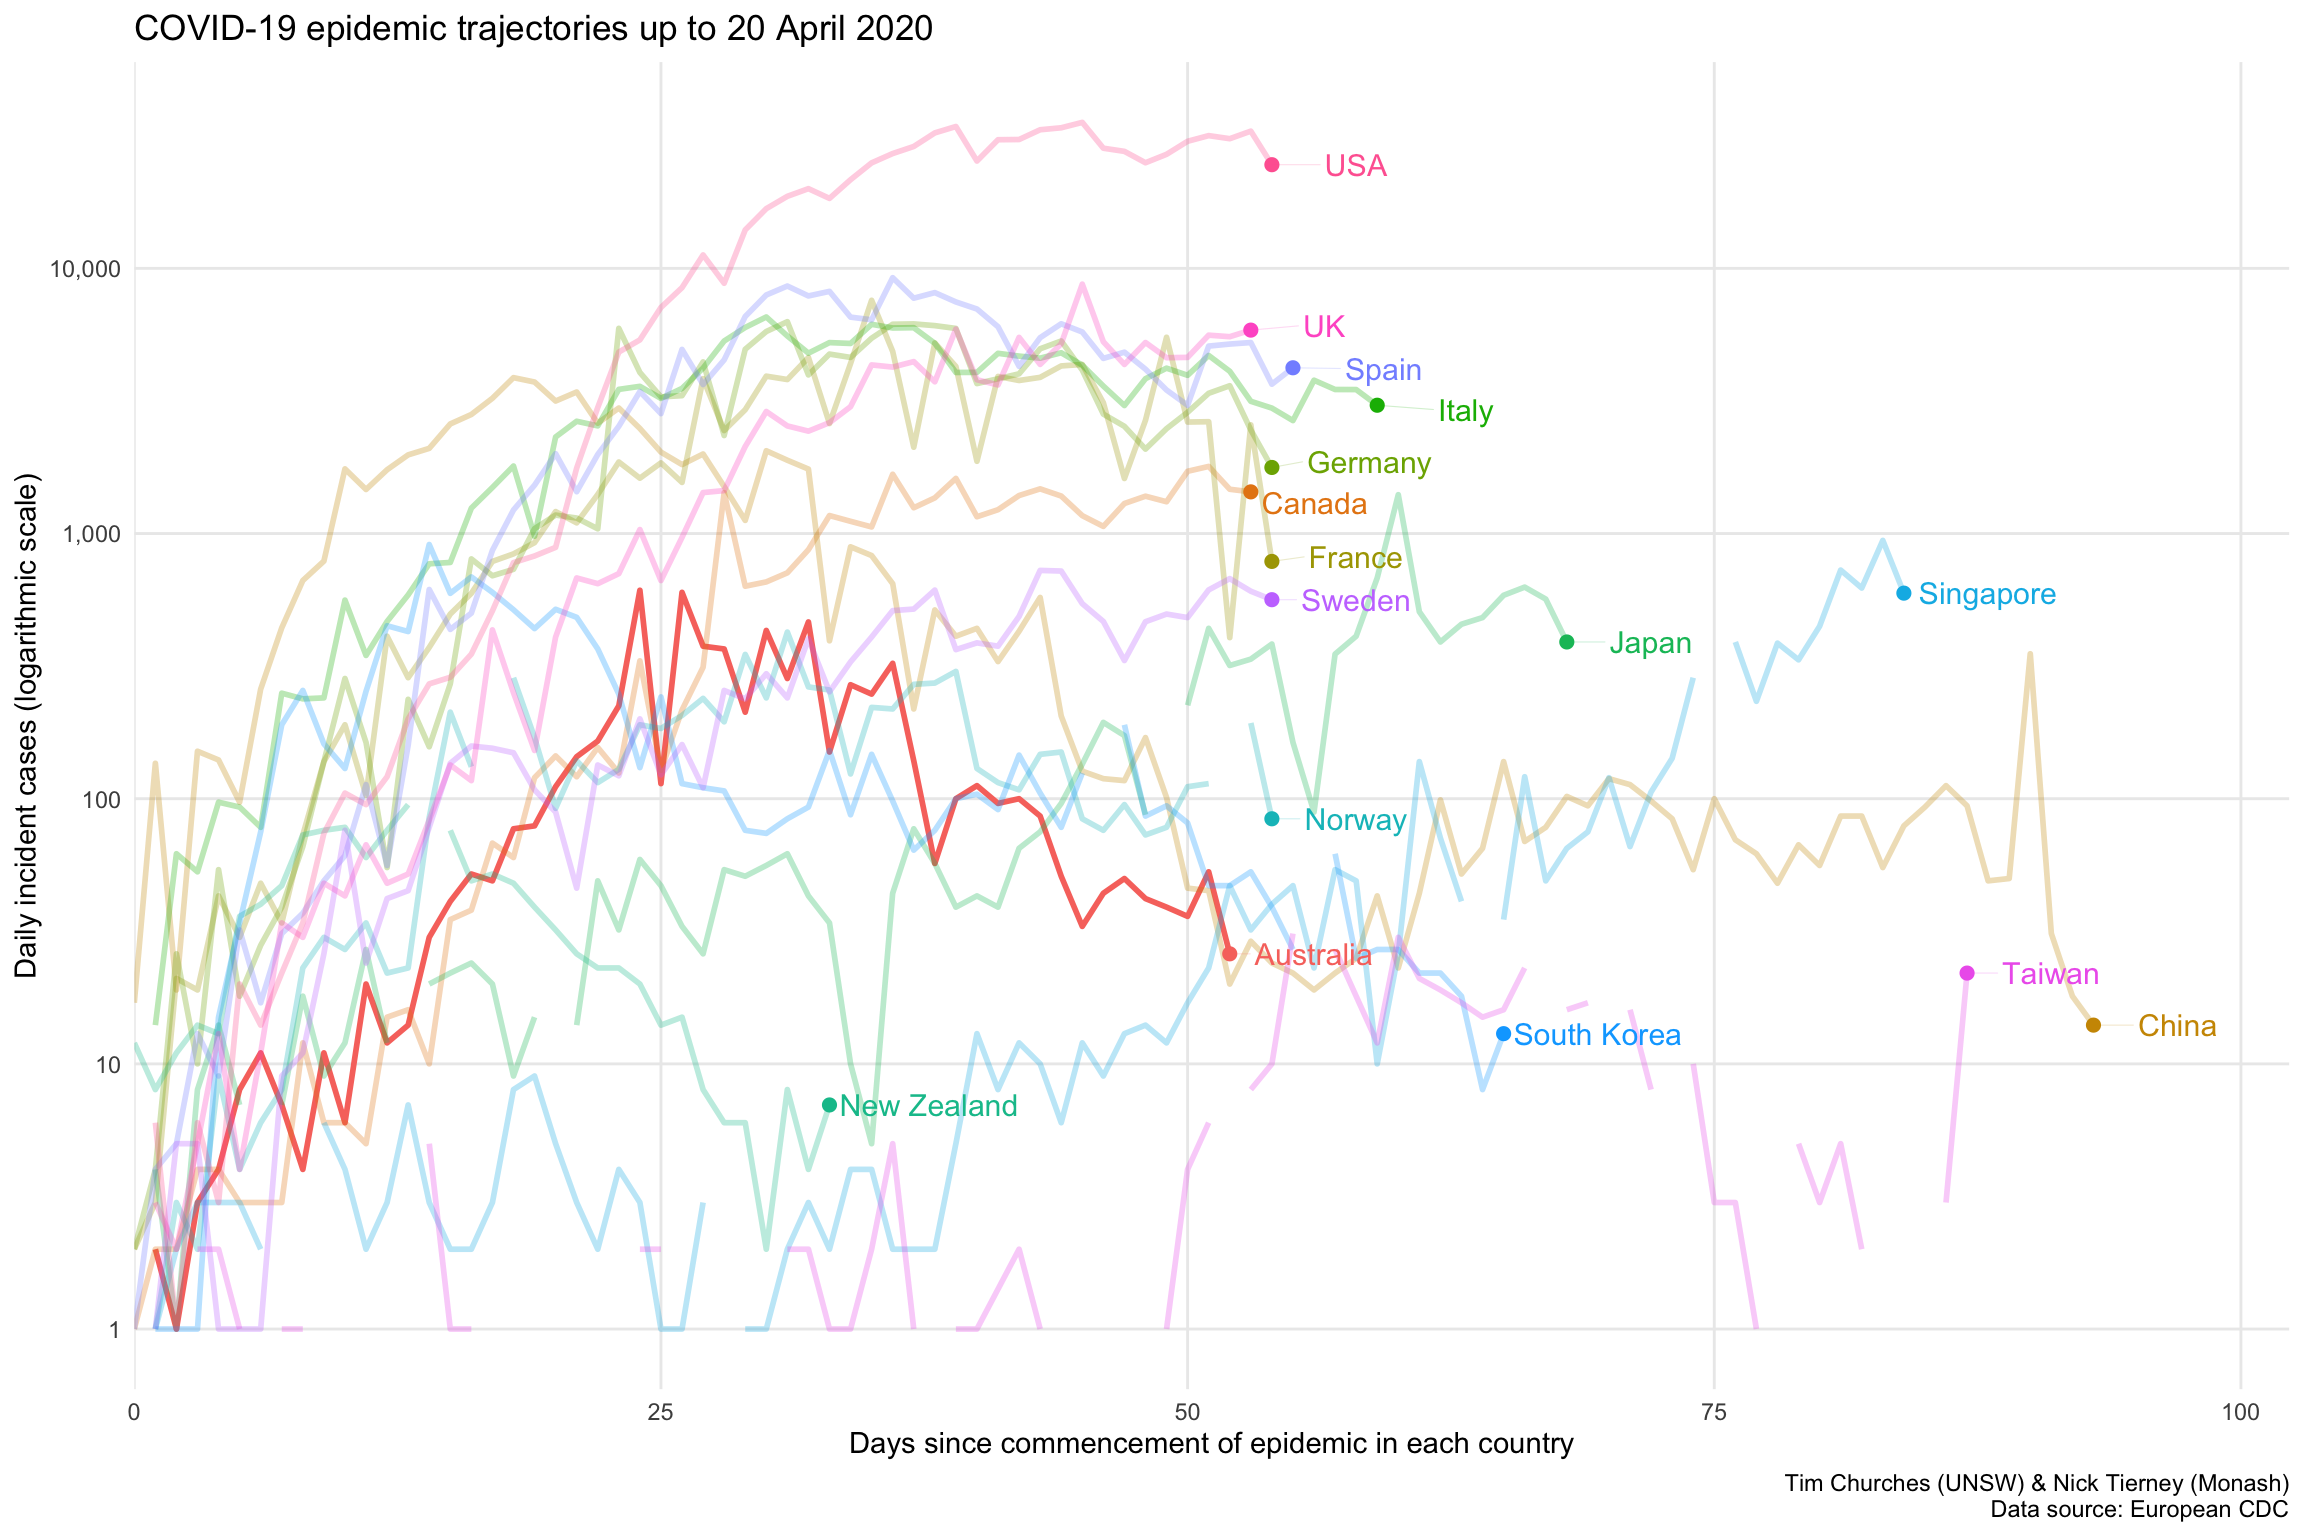 COVID-19 epidemic trajectories up to 20 April 2020
Daily incident cases (logarithmic scale)
10,000
1,000
100
10
1
USA
UK
Spain
Italy
Germany
Canada
France
Sweden
Singapore
Japan
Norway
Australia
Taiwan
China
South Korea
New Zealand
0 25 50 75 100
Days since commencement of epidemic in each country
Tim Churches (UNSW) & Nick Tierney (Monash)
Data source: European CDC